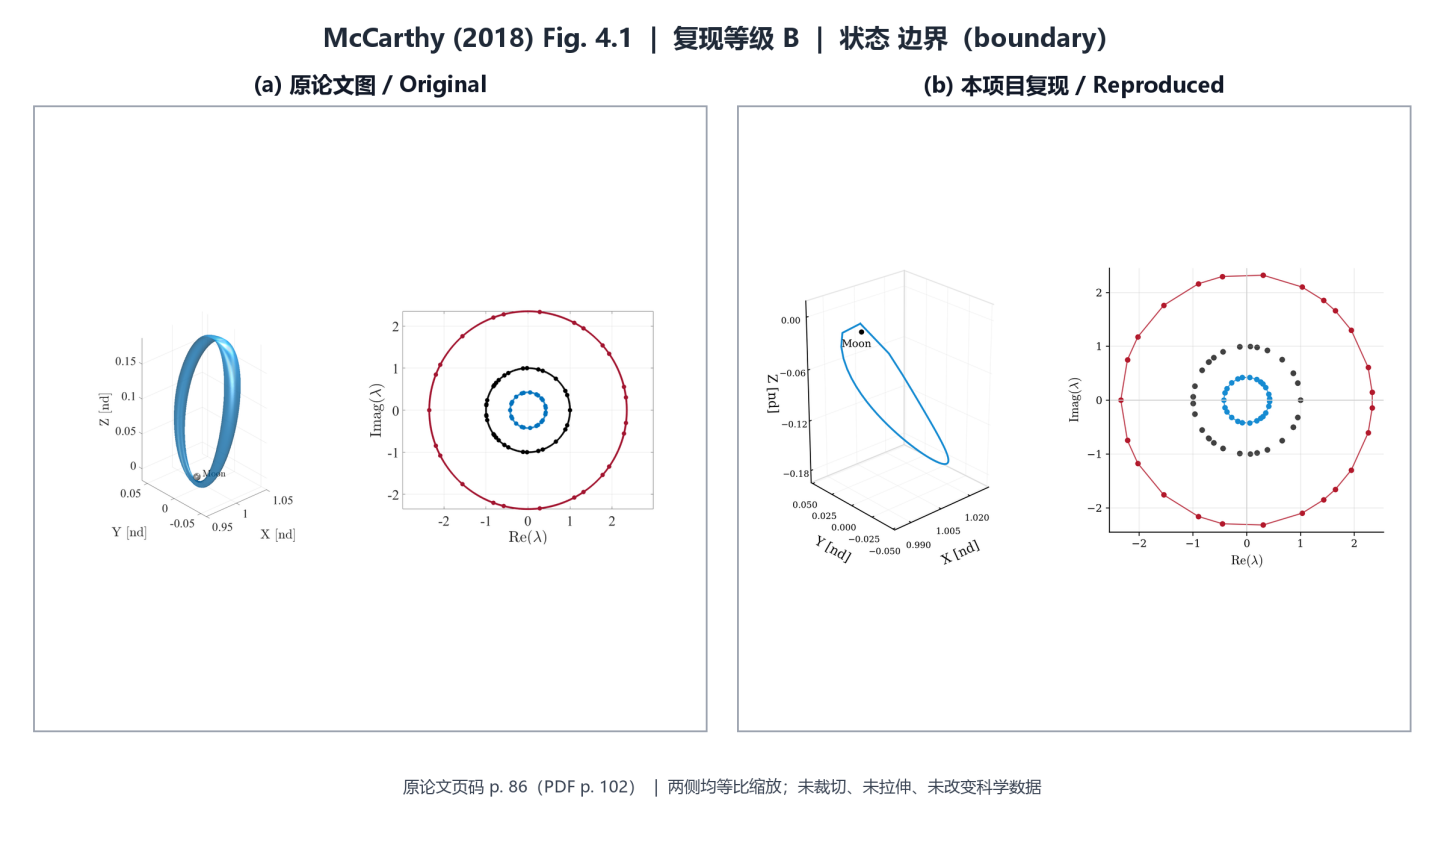 McCarthy (2018) Fig. 4.1 | 复现等级 B | 状态 边界 (boundary)
(a) 原论文图 / Original
(b) 本项目复现 / Reproduced
0.15
0.1
0.05
0
Z [nd]
Moon
0.05
0
-0.05
Y [nd]
0.95
1
1.05
X [nd]
2
1
0
-1
-2
Imag(λ)
-2
-1
0
1
2
Re(λ)
0.00
−0.06
−0.12
−0.18
Z [nd]
Moon
0.050
0.025
0.000
−0.025
−0.050
Y [nd]
0.990
1.005
1.020
X [nd]
2
1
0
−1
−2
Imag(λ)
−2
−1
0
1
2
Re(λ)
原论文页码 p. 86（PDF p. 102） | 两侧均等比缩放；未裁切、未拉伸、未改变科学数据